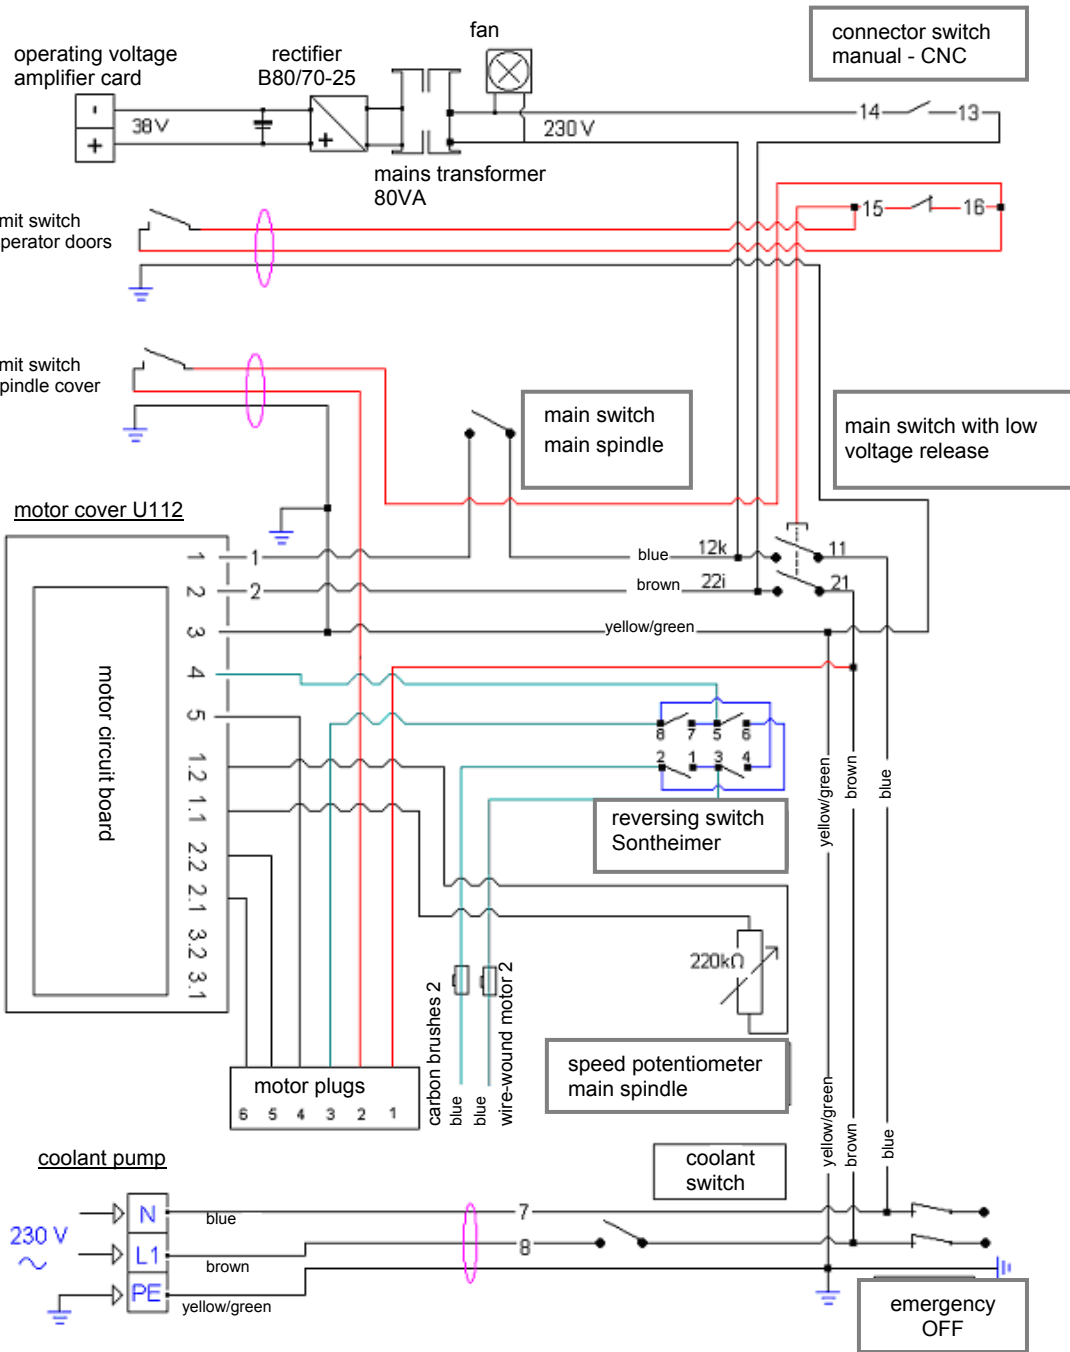 fan
connector switch
manual - CNC
operating voltage
amplifier card
rectifier
B80/70-25
-
+
38V
+
230 V
14
13
mains transformer
80VA
mit switch
perator doors
15
16
mit switch
pindle cover
main switch
main spindle
main switch with low
voltage release
motor cover U112
1
1
blue
12k
11
2
2
brown
22i
21
3
yellow/green
4
5
1.2
1.1
2.2
2.1
3.2
3.1
motor circuit board
8
7
5
6
2
1
3
4
reversing switch
Sontheimer
yellow/green
brown
blue
220kΩ
carbon brushes 2
blue
blue
wire-wound motor 2
speed potentiometer
main spindle
motor plugs
6
5
4
3
2
1
yellow/green
brown
blue
coolant pump
coolant
switch
230 V
N
blue
7
L1
brown
8
PE
yellow/green
emergency
OFF